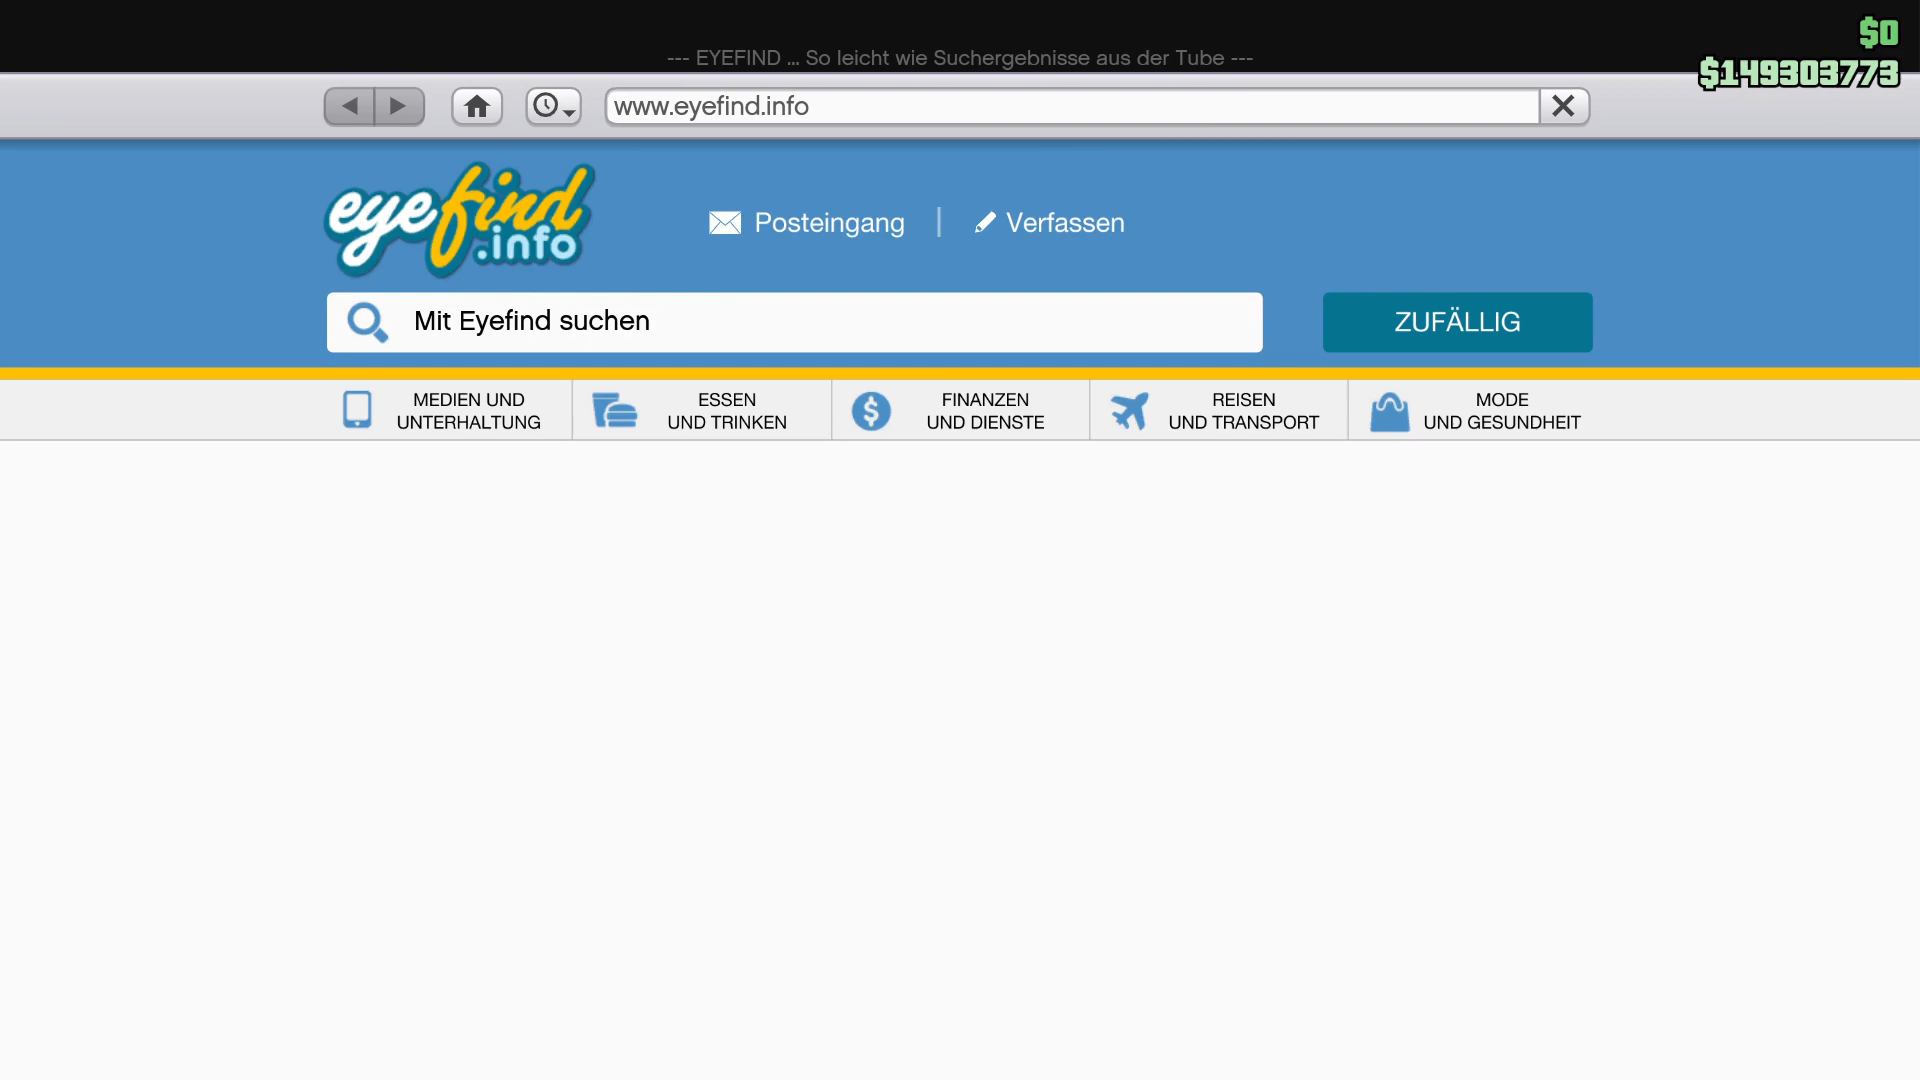 $0
--- EYEFIND ... So leicht wie Suchergebnisse aus der Tube ---
$149303773
www.eyefind.info
eyefind
.info
Posteingang
Verfassen
Mit Eyefind suchen
ZUFÄLLIG
MEDIEN UND
UNTERHALTUNG
ESSEN
UND TRINKEN
FINANZEN
UND DIENSTE
REISEN
UND TRANSPORT
MODE
UND GESUNDHEIT